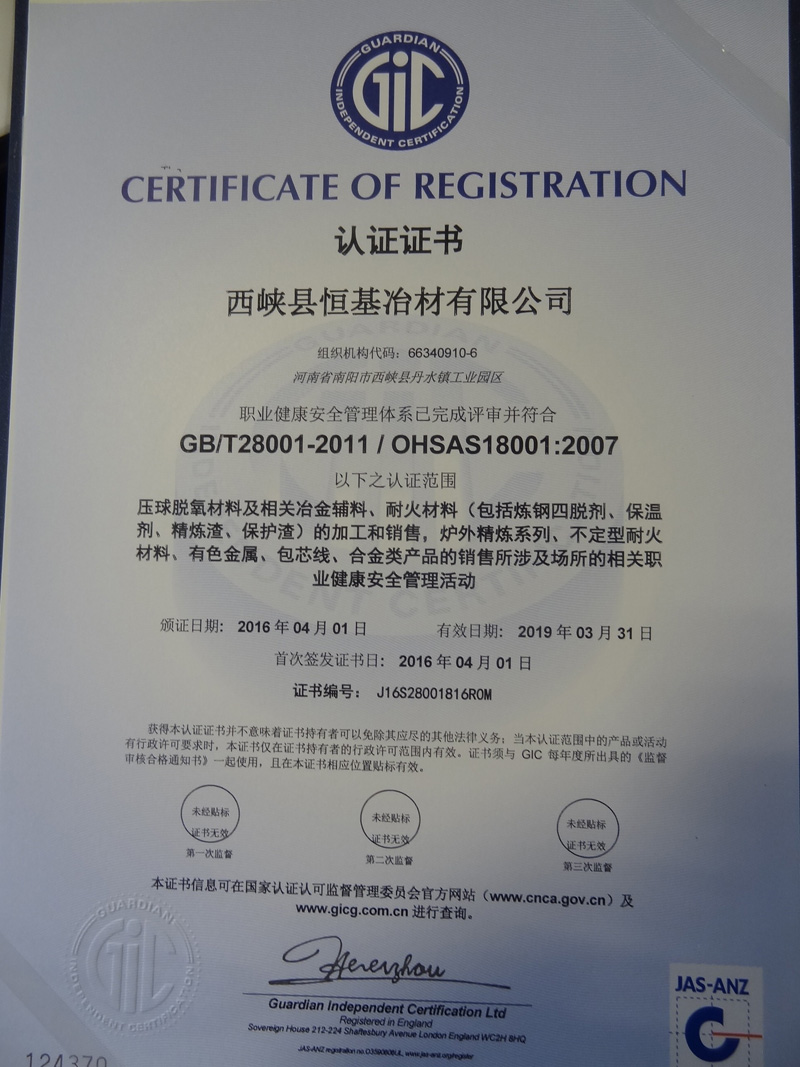 GUARDIAN
GIC
INDEPENDENT CERTIFICATION
CERTIFICATE OF REGISTRATION
认证证书
西峡县恒基冶材有限公司
组织机构代码：66340910-6
河南省南阳市西峡县丹水镇工业园区
职业健康安全管理体系已完成评审并符合
GB/T28001-2011 / OHSAS18001:2007
以下之认证范围
压球脱氧材料及相关冶金辅料、耐火材料（包括炼钢四脱剂、保温
剂、精炼渣、保护渣）的加工和销售，炉外精炼系列、不定型耐火
材料、有色金属、包芯线、合金类产品的销售所涉及场所的相关职
业健康安全管理活动
颁证日期：2016 年 04 月 01 日 有效日期：2019 年 03 月 31 日
首次签发证书日：2016 年 04 月 01 日
证书编号：J16S28001816R0M
获得本认证证书并不意味着证书持有者可以免除其应尽的其他法律义务；当本认证范围中的产品或活动
有行政许可要求时，本证书仅在证书持有者的行政许可范围内有效。证书须与 GIC 每年度所出具的《监督
审核合格通知书》一起使用，且在本证书相应位置贴标有效。
未经贴标 未经贴标 未经贴标
证书无效 证书无效 证书无效
第一次监督 第二次监督 第三次监督
本证书信息可在国家认证认可监督管理委员会官方网站（www.cnca.gov.cn）及
www.gicg.com.cn 进行查询。
GUARDIAN
GIC
INDEPENDENT CERTIFICATION
Guardian Independent Certification Ltd
Registered in England
Sovereign House 212-224 Shaftesbury Avenue London England WC2H 8HQ
JAS-ANZ registration no. www.jas-anz.org/register
JAS-ANZ
C
124370